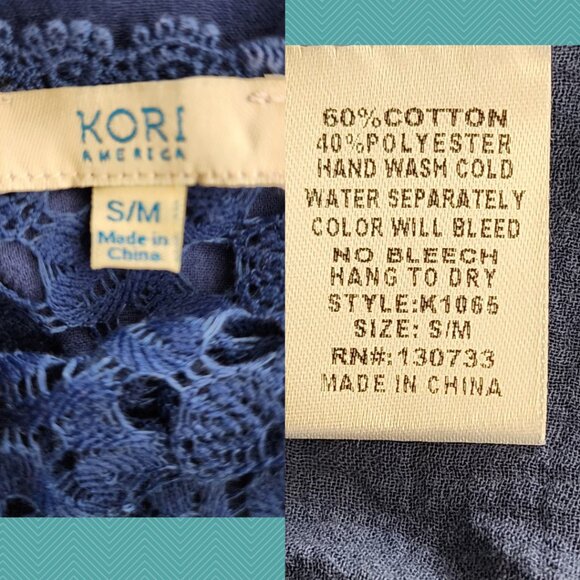 KORI
AMERICA
S/M
Made in
China
60%COTTON
40%POLYESTER
HAND WASH COLD
WATER SEPARATELY
COLOR WILL BLEED
NO BLEECH
HANG TO DRY
STYLE:K1065
SIZE: S/M
RN#:130733
MADE IN CHINA